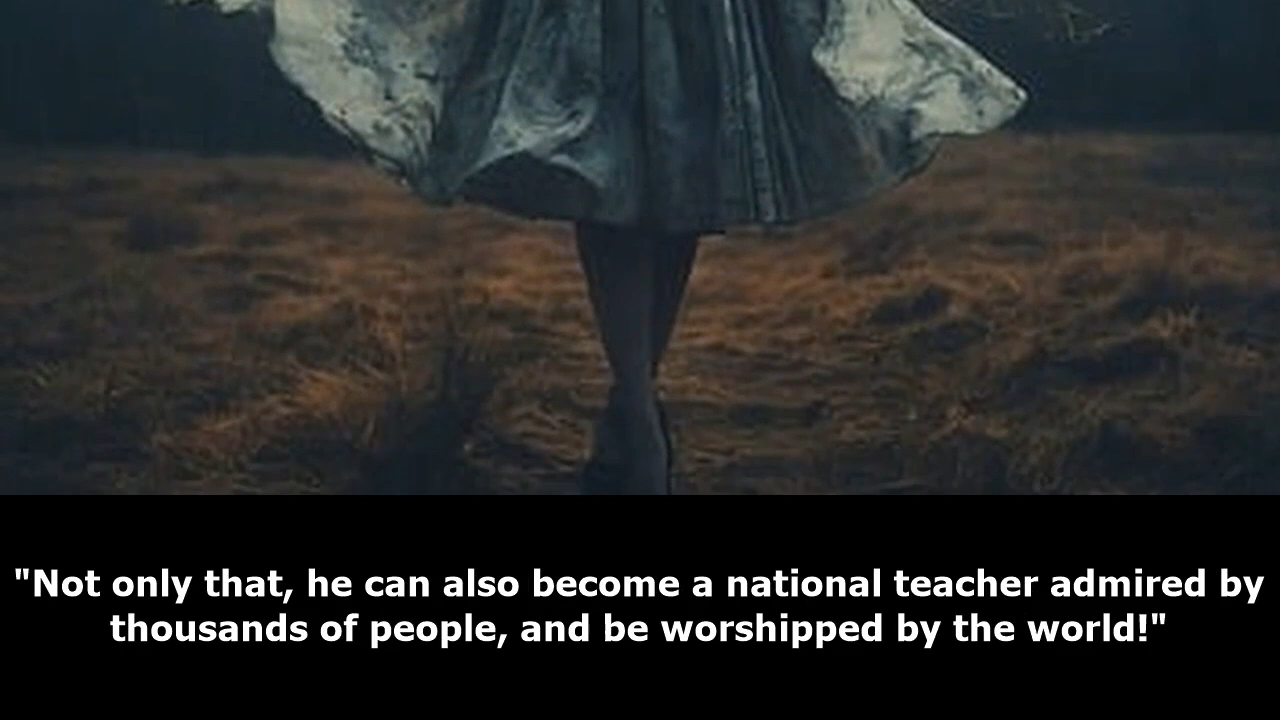 "Not only that, he can also become a national teacher admired by
thousands of people, and be worshipped by the world!"